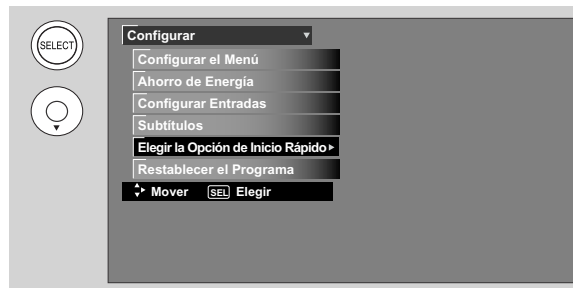 SELECT
Configurar
Configurar el Menú
Ahorro de Energía
Configurar Entradas
Subtítulos
Elegir la Opción de Inicio Rápido
Restablecer el Programa
Mover SEL Elegir